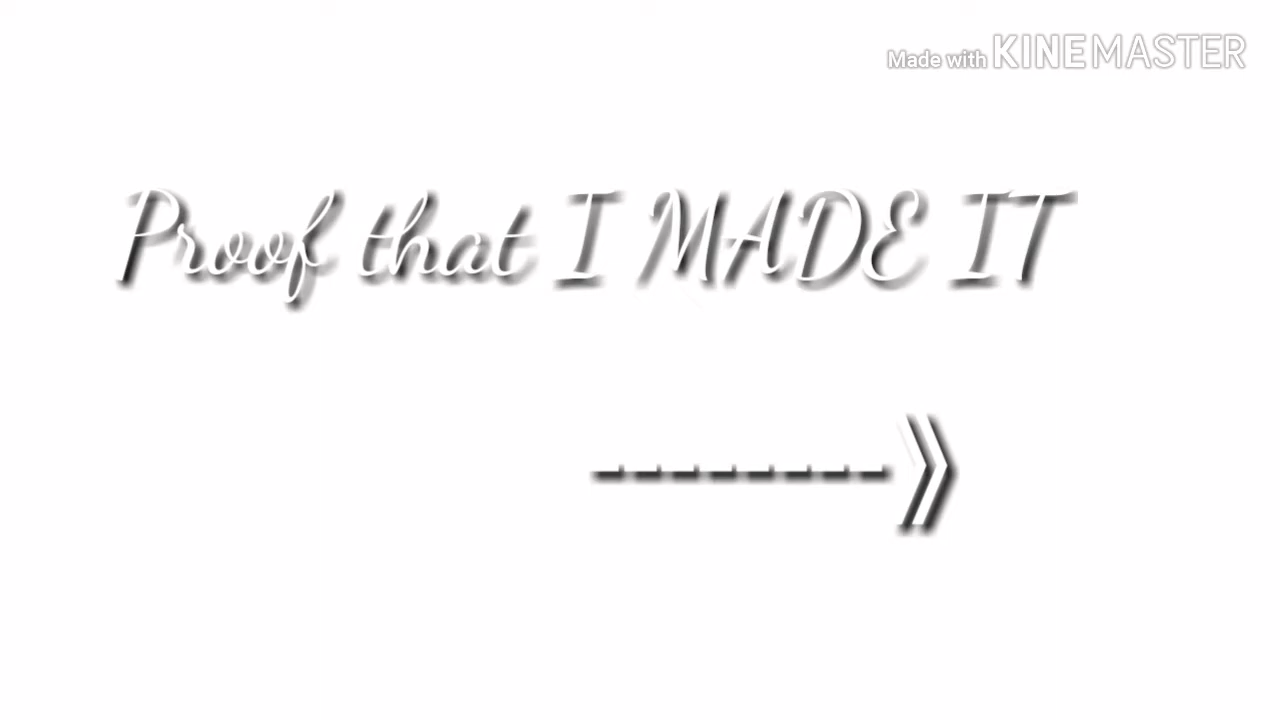 Made with KINEMASTER
Proof that I MADE IT
--------》